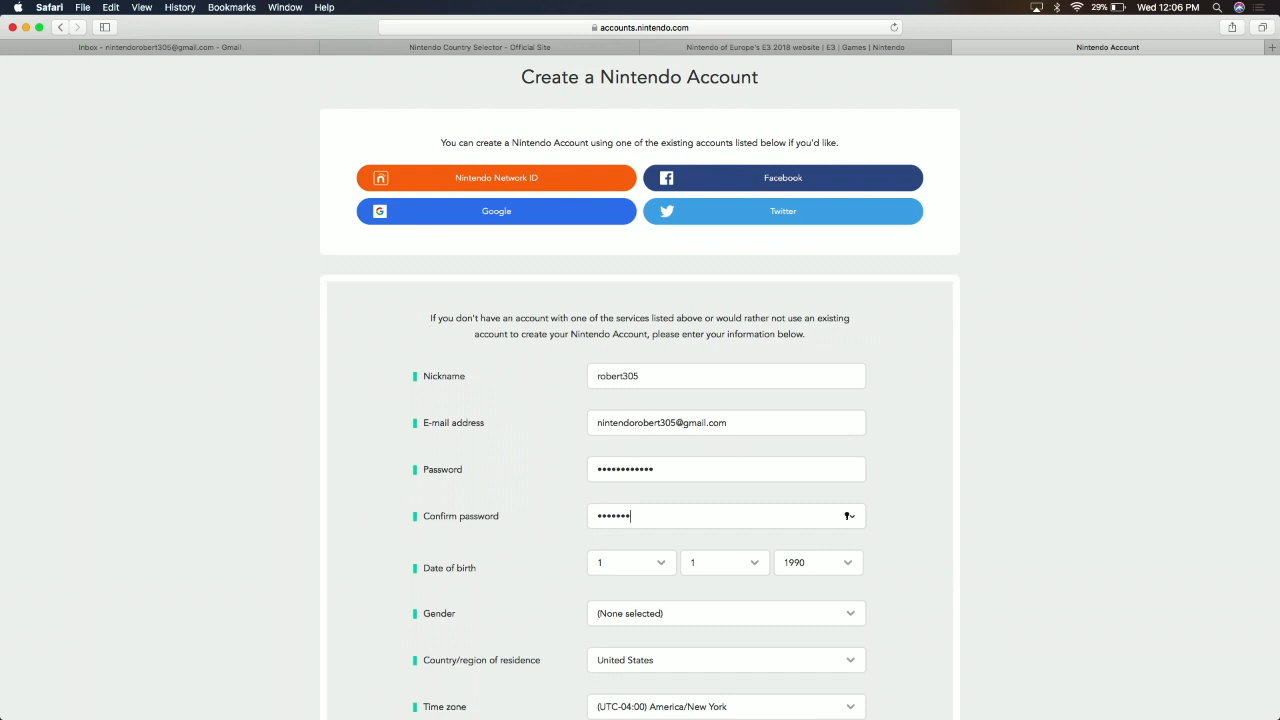 Safari File Edit View History Bookmarks Window Help 29% Wed 12:06 PM
accounts.nintendo.com
Inbox - nintendorobert305@gmail.com - Gmail Nintendo Country Selector - Official Site Nintendo of Europe's E3 2018 website | E3 | Games | Nintendo Nintendo Account
Create a Nintendo Account
You can create a Nintendo Account using one of the existing accounts listed below if you'd like.
Nintendo Network ID Facebook
Google Twitter
If you don't have an account with one of the services listed above or would rather not use an existing
account to create your Nintendo Account, please enter your information below.
Nickname robert305
E-mail address nintendorobert305@gmail.com
Password ••••••••••••
Confirm password •••••••
Date of birth 1 1 1990
Gender (None selected)
Country/region of residence United States
Time zone (UTC-04:00) America/New York